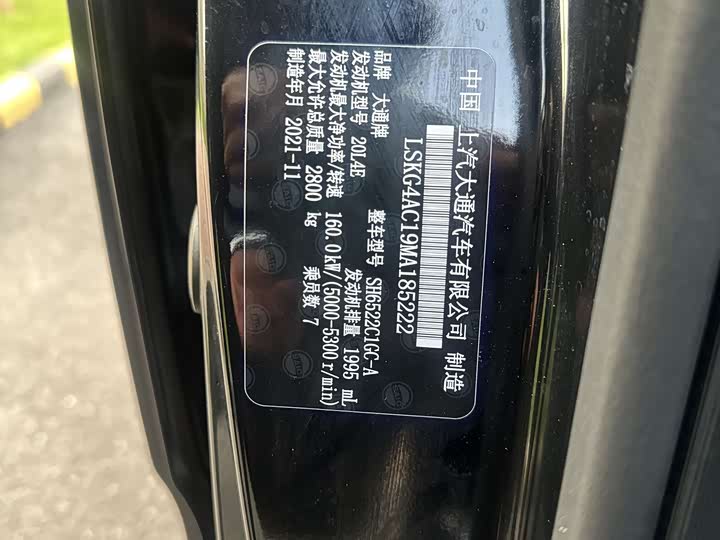 中国 上汽大通汽车有限公司 制造
LSKG4AC19MA185222
品牌 大通牌 整车型号 SH6522C1GC-A
发动机型号 20L4E 发动机排量 1995 mL
发动机最大净功率/转速 160.0kW/(5000-5300r/min)
最大允许总质量 2800 kg 乘员数 7
制造年月 2021-11